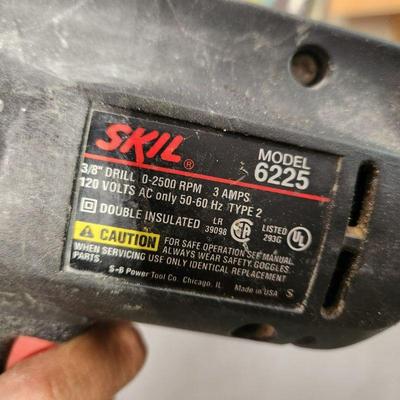 SKIL®
MODEL
6225
3/8" DRILL 0-2500 RPM 3 AMPS
120 VOLTS AC only 50-60 Hz TYPE 2
DOUBLE INSULATED
LR
39098
LISTED
293G
UL
CAUTION
FOR SAFE OPERATION SEE MANUAL.
ALWAYS WEAR SAFETY GOGGLES.
WHEN SERVICING USE ONLY IDENTICAL REPLACEMENT
PARTS.
S-B Power Tool Co. Chicago, IL
Made in USA S